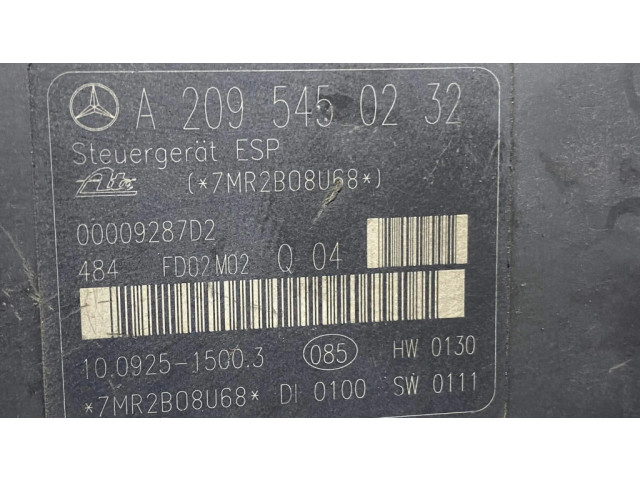 A 209 545 02 32
Steuergerät ESP
Ate (*7MR2B08U68*)
00009287D2
484 FD02M02 Q 04
10.0925-1500.3 085 HW 0130
*7MR2B08U68* DI 0100 SW 0111